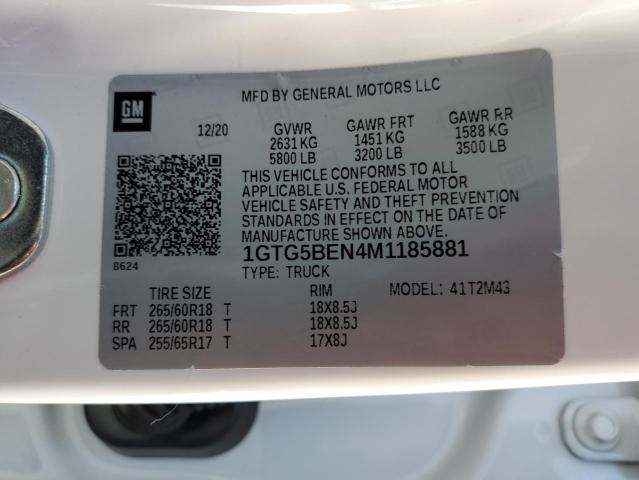 GM
MFD BY GENERAL MOTORS LLC
12/20 GVWR GAWR FRT GAWR RR
2631 KG 1451 KG 1588 KG
5800 LB 3200 LB 3500 LB
THIS VEHICLE CONFORMS TO ALL
APPLICABLE U.S. FEDERAL MOTOR
VEHICLE SAFETY AND THEFT PREVENTION
STANDARDS IN EFFECT ON THE DATE OF
MANUFACTURE SHOWN ABOVE.
8624
1GTG5BEN4M1185881
TYPE: TRUCK
TIRE SIZE RIM MODEL: 41T2M43
FRT 265/60R18 T 18X8.5J
RR 265/60R18 T 18X8.5J
SPA 255/65R17 T 17X8J